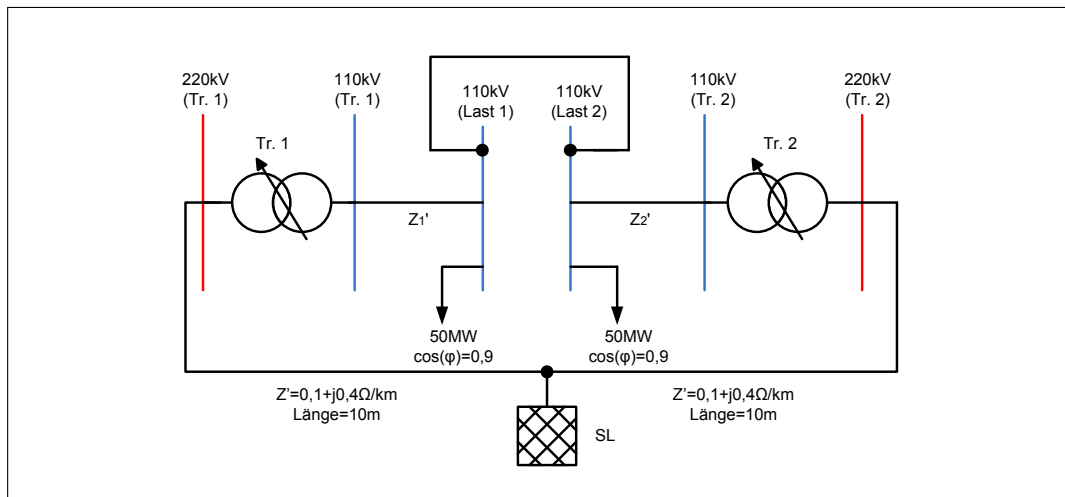 220kV
(Tr. 1)
110kV
(Tr. 1)
110kV
(Last 1)
110kV
(Last 2)
110kV
(Tr. 2)
220kV
(Tr. 2)
Tr. 1
Tr. 2
Z1'
Z2'
50MW
cos(φ)=0,9
50MW
cos(φ)=0,9
Z'=0,1+j0,4Ω/km
Länge=10m
Z'=0,1+j0,4Ω/km
Länge=10m
SL